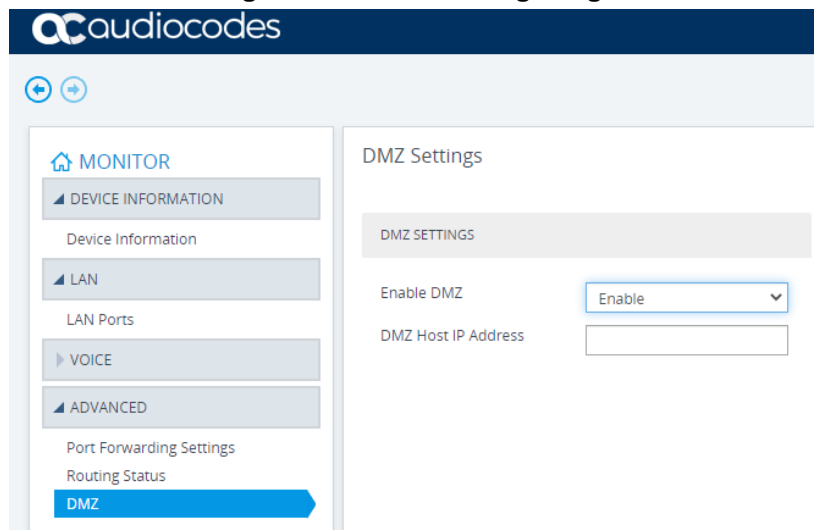 audiocodes
MONITOR
DEVICE INFORMATION
Device Information
LAN
LAN Ports
VOICE
ADVANCED
Port Forwarding Settings
Routing Status
DMZ
DMZ Settings
DMZ SETTINGS
Enable DMZ
Enable
DMZ Host IP Address